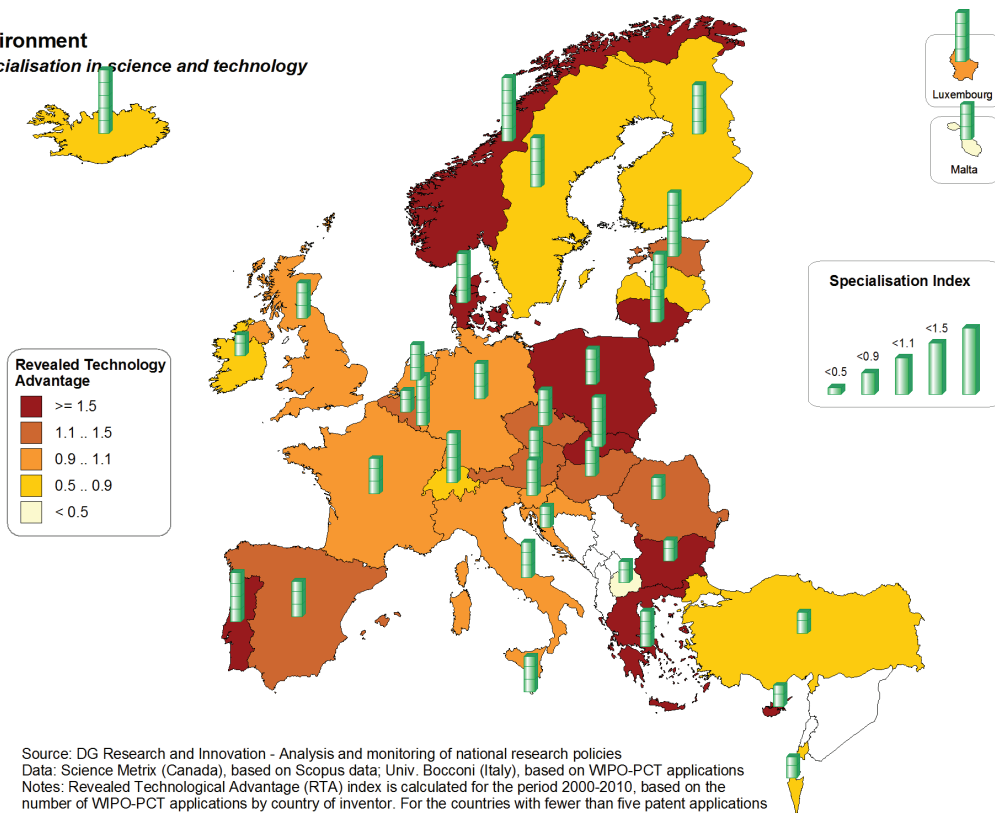 ironment
cialisation in science and technology
Luxembourg
Malta
Specialisation Index
<0.5
<0.9
<1.1
<1.5
Revealed Technology
Advantage
>= 1.5
1.1 .. 1.5
0.9 .. 1.1
0.5 .. 0.9
< 0.5
Source: DG Research and Innovation - Analysis and monitoring of national research policies
Data: Science Metrix (Canada), based on Scopus data; Univ. Bocconi (Italy), based on WIPO-PCT applications
Notes: Revealed Technological Advantage (RTA) index is calculated for the period 2000-2010, based on the
number of WIPO-PCT applications by country of inventor. For the countries with fewer than five patent applications